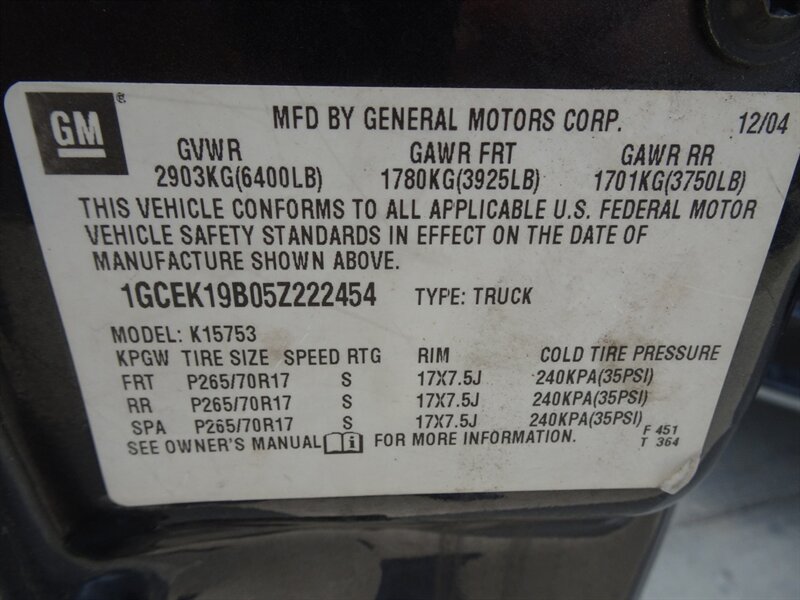 GM ®
MFD BY GENERAL MOTORS CORP. 12/04
GVWR GAWR FRT GAWR RR
2903KG(6400LB) 1780KG(3925LB) 1701KG(3750LB)
THIS VEHICLE CONFORMS TO ALL APPLICABLE U.S. FEDERAL MOTOR
VEHICLE SAFETY STANDARDS IN EFFECT ON THE DATE OF
MANUFACTURE SHOWN ABOVE.
1GCEK19B05Z222454 TYPE: TRUCK
MODEL: K15753
KPGW TIRE SIZE SPEED RTG RIM COLD TIRE PRESSURE
FRT P265/70R17 S 17X7.5J 240KPA(35PSI)
RR P265/70R17 S 17X7.5J 240KPA(35PSI)
SPA P265/70R17 S 17X7.5J 240KPA(35PSI)
SEE OWNER'S MANUAL i FOR MORE INFORMATION. F 451
T 364